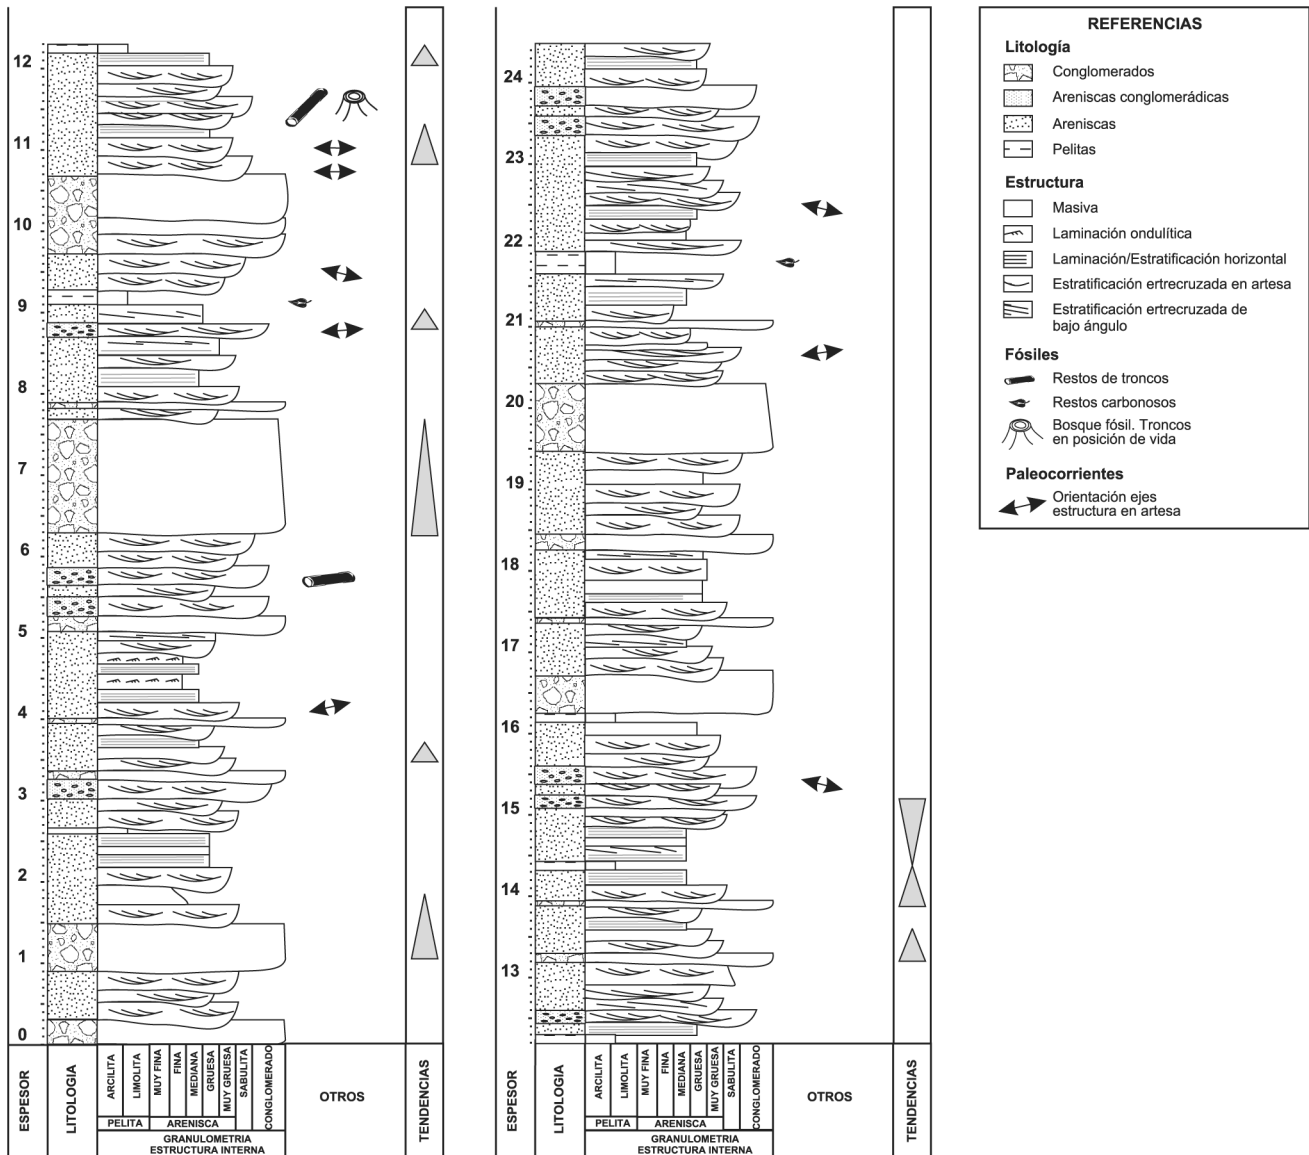 12
11
10
9
8
7
6
5
4
3
2
1
0
ESPESOR
LITOLOGIA
ARCILITA
LIMOLITA
MUY FINA
FINA
MEDIANA
GRUESA
MUY GRUESA
SABULITA
CONGLOMERADO
PELITA
ARENISCA
GRANULOMETRIA
ESTRUCTURA INTERNA
OTROS
TENDENCIAS
24
23
22
21
20
19
18
17
16
15
14
13
ESPESOR
LITOLOGIA
ARCILITA
LIMOLITA
MUY FINA
FINA
MEDIANA
GRUESA
MUY GRUESA
SABULITA
CONGLOMERADO
PELITA
ARENISCA
GRANULOMETRIA
ESTRUCTURA INTERNA
OTROS
TENDENCIAS
REFERENCIAS
Litología
Conglomerados
Areniscas conglomerádicas
Areniscas
Pelitas
Estructura
Masiva
Laminación ondulítica
Laminación/Estratificación horizontal
Estratificación ertrecruzada en artesa
Estratificación ertrecruzada de
bajo ángulo
Fósiles
Restos de troncos
Restos carbonosos
Bosque fósil. Troncos
en posición de vida
Paleocorrientes
Orientación ejes
estructura en artesa